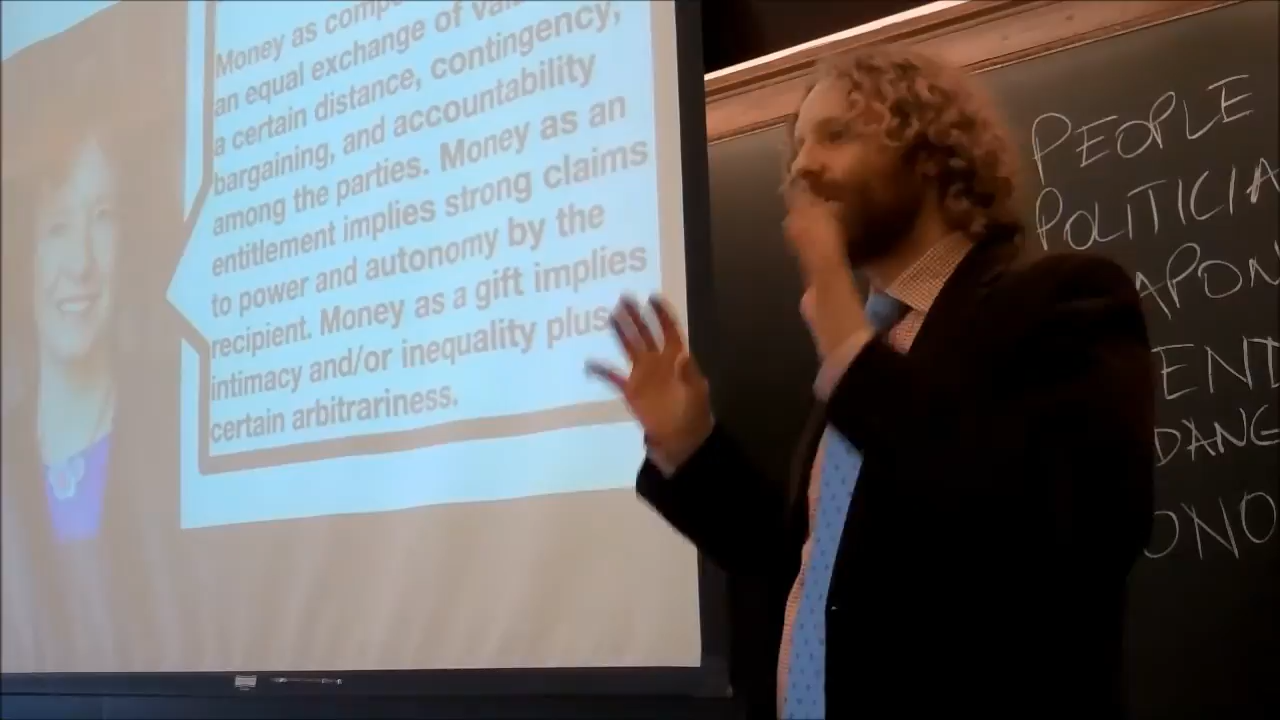 Money as comp
an equal exchange of va
a certain distance, contingency,
bargaining, and accountability
among the parties. Money as an
entitlement implies strong claims
to power and autonomy by the
recipient. Money as a gift implies
intimacy and/or inequality plus
certain arbitrariness.
PEOPLE
POLITICIA
APON
END
DANG
ONO